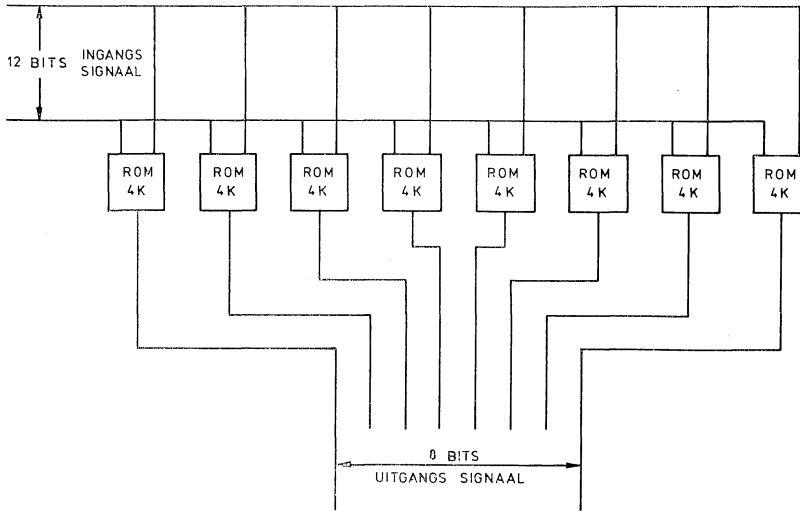 12 BITS INGANGS
SIGNAAL
ROM ROM ROM ROM ROM ROM ROM ROM
4K 4K 4K 4K 4K 4K 4K 4K
8 BITS
UITGANGS SIGNAAL